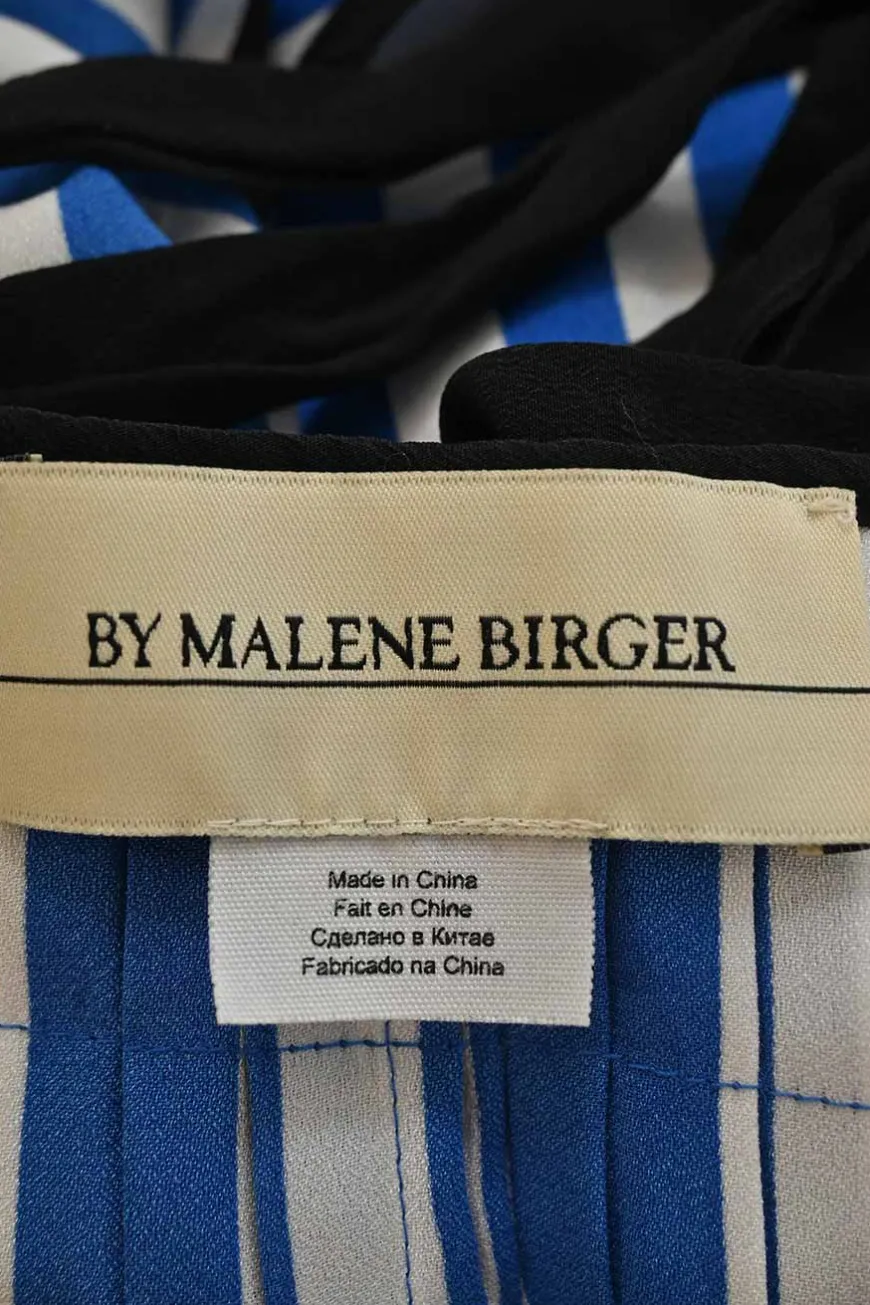 BY MALENE BIRGER
Made in China
Fait en Chine
Сделано в Китае
Fabricado na China